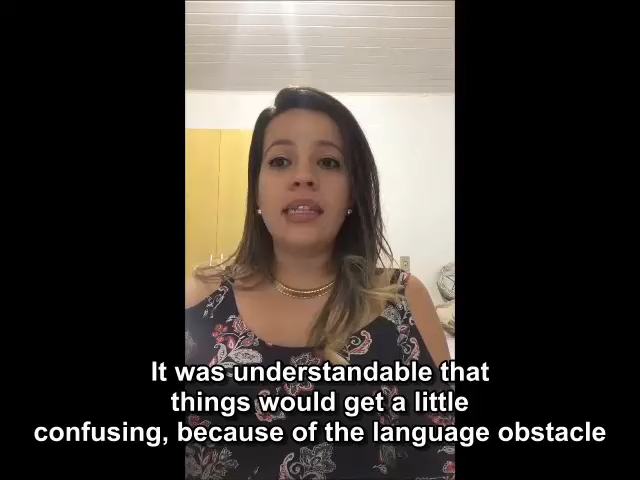 It was understandable that
things would get a little
confusing, because of the language obstacle